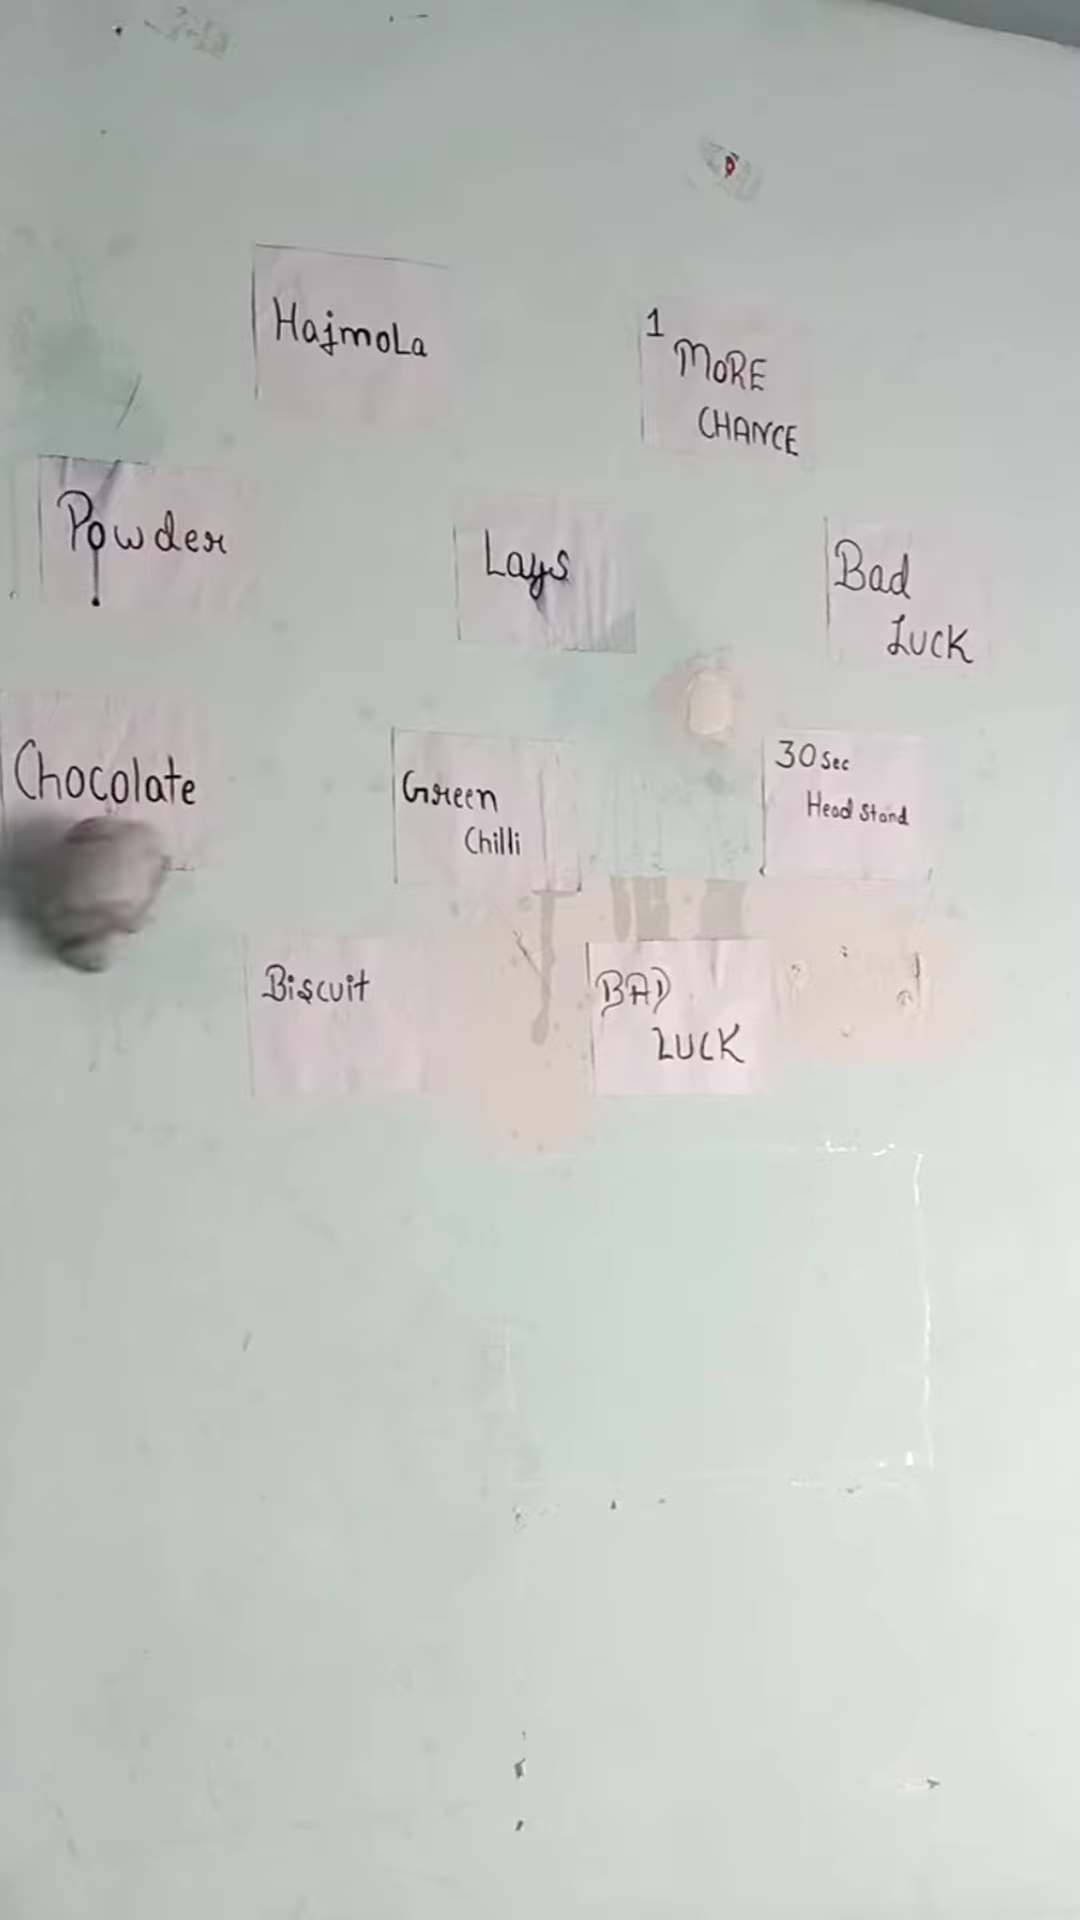 HajmoLa
1
MoRE
CHANCE
Powder
Lays
Bad
LUCK
Chocolate
Green
Chilli
30 Sec
Head Stand
Biscuit
BAD
LUCK